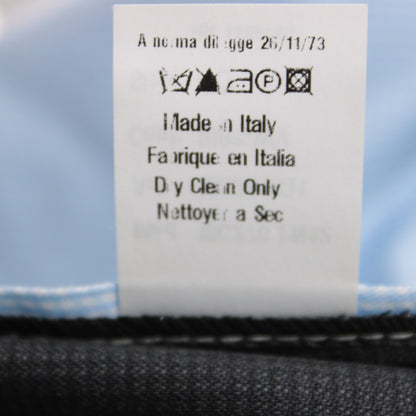 A norma di legge 26/11/73
P
Made in Italy
Fabrique en Italia
Dry Clean Only
Nettoyer a Sec